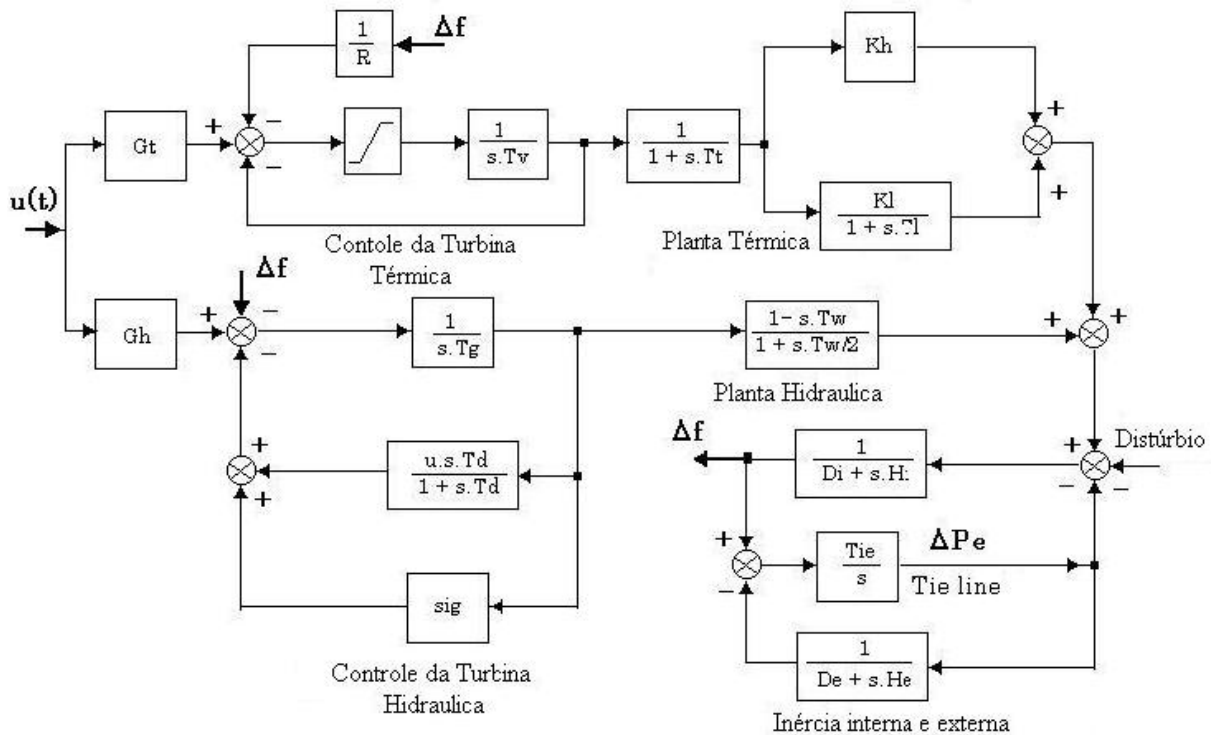 1
R
Δf
Kh
+
−
+
Gt
1
s.Tv
1
1 + s.Tt
+
−
u(t)
Kl
1 + s.Tl
+
Contole da Turbina
Térmica
Planta Térmica
Δf
+
−
Gh
1
s.Tg
1- s.Tw
1 + s.Tw/2
+
+
−
Planta Hidraulica
Δf
+
Distúrbio
+
u.s.Td
1 + s.Td
1
Di + s.H:
−
−
+
+
Tie
s
ΔPe
−
Tie line
sig
1
De + s.He
Controle da Turbina
Hidraulica
Inércia interna e externa